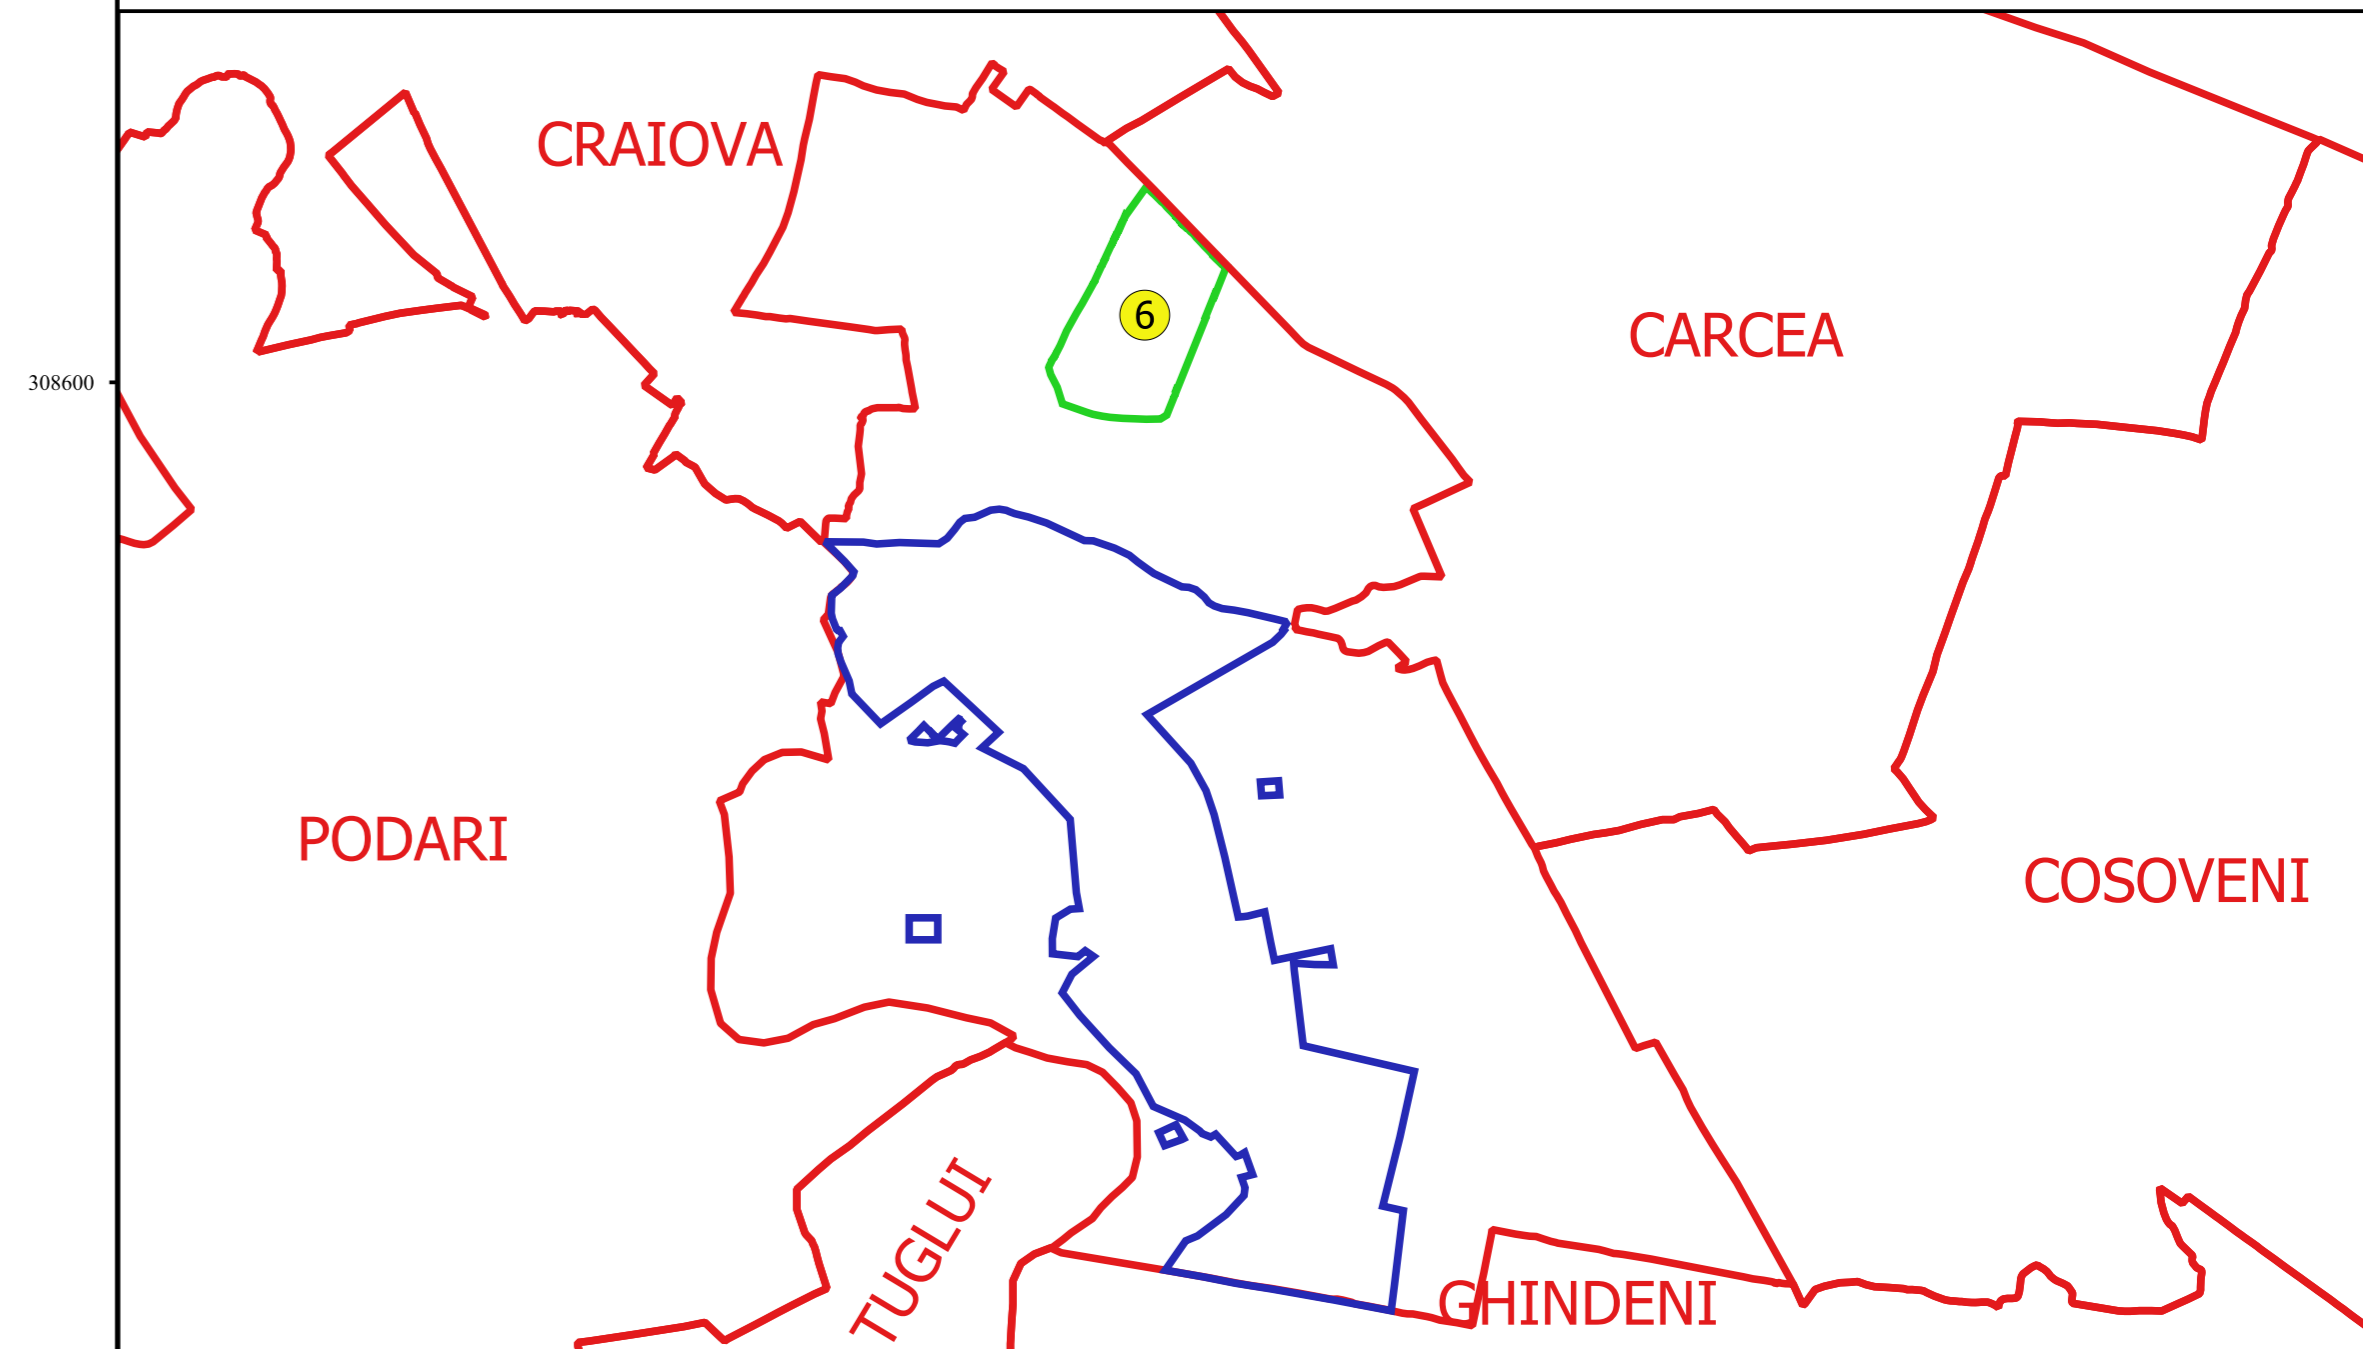 CRAIOVA
6
CARCEA
308600
PODARI
COSOVENI
TUGLUI
GHINDENI